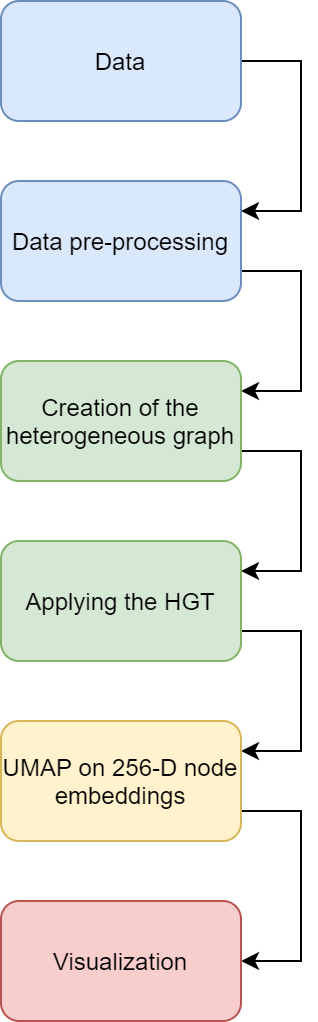 Data
Data pre-processing
Creation of the
heterogeneous graph
Applying the HGT
UMAP on 256-D node
embeddings
Visualization